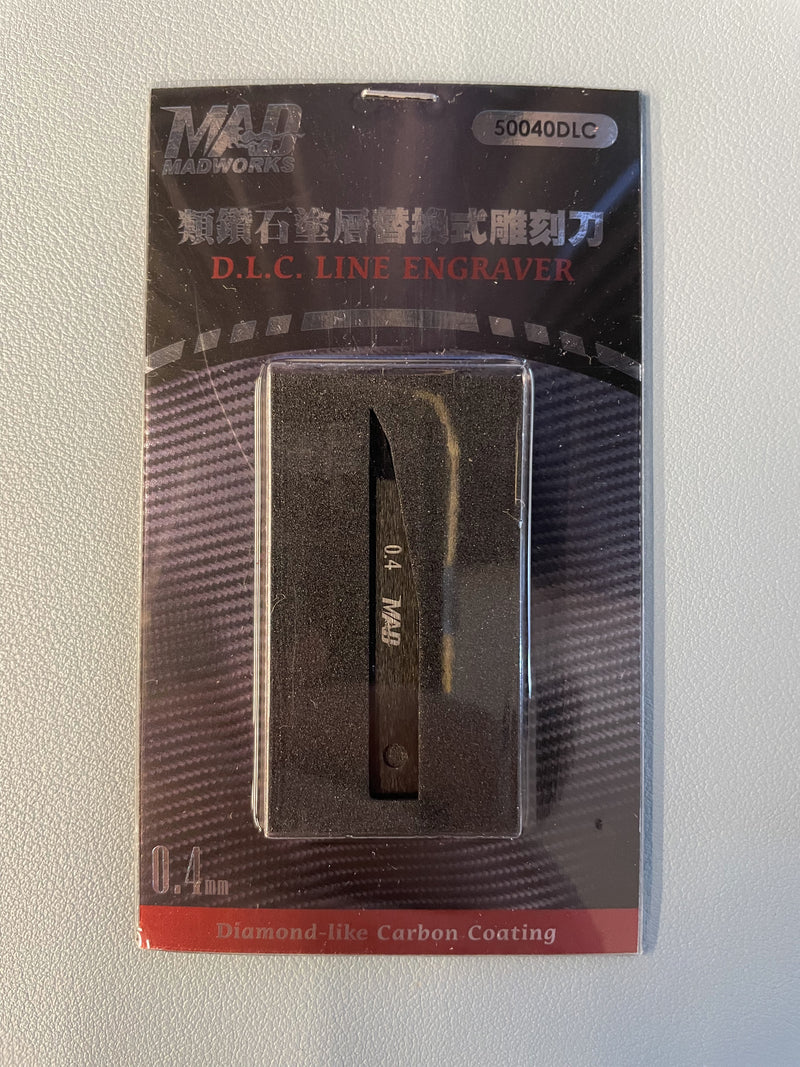 MAD
MADWORKS
50040DLC
類鑽石塗層替換式雕刻刀
D.L.C. LINE ENGRAVER
0.4
MAD
0.4mm
Diamond-like Carbon Coating